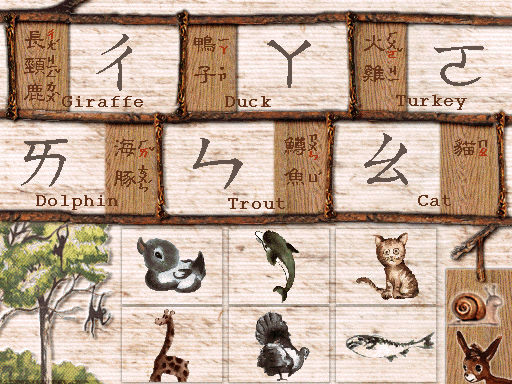 長頸鹿
ㄔ
Giraffe
鴨子
ㄚ
Duck
火雞
ㄛ
Turkey
ㄞ
Dolphin
海豚
ㄣ
Trout
鱒魚
ㄠ
Cat
貓